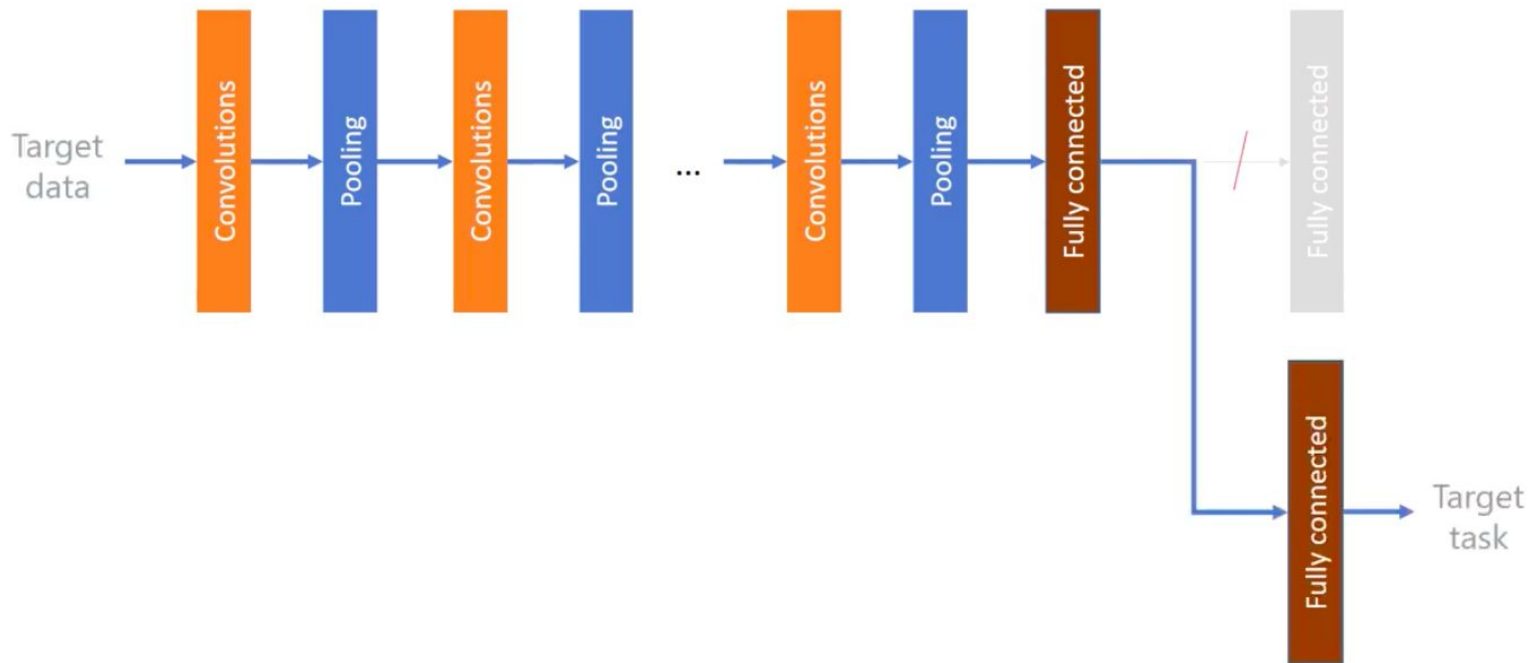 Target
data
Convolutions
Pooling
Convolutions
Pooling
...
Convolutions
Pooling
Fully connected
Fully connected
Fully connected
Target
task